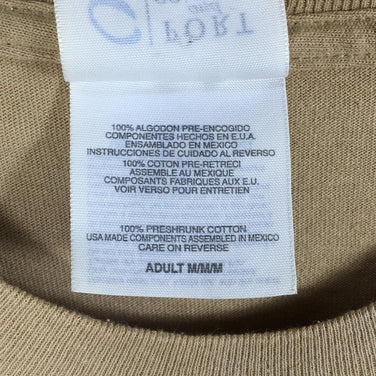 PORT
100% ALGODON PRE-ENCOGIDO
COMPONENTES HECHOS EN E.U.A.
ENSAMBLADO EN MEXICO
INSTRUCCIONES DE CUIDADO AL REVERSO
100% COTON PRE-RETRECI
ASSEMBLE AU MEXIQUE
COMPOSANTS FABRIQUES AUX E.U.
VOIR VERSO POUR ENTRETIEN
100% PRESHRUNK COTTON
USA MADE COMPONENTS ASSEMBLED IN MEXICO
CARE ON REVERSE
ADULT M/M/M